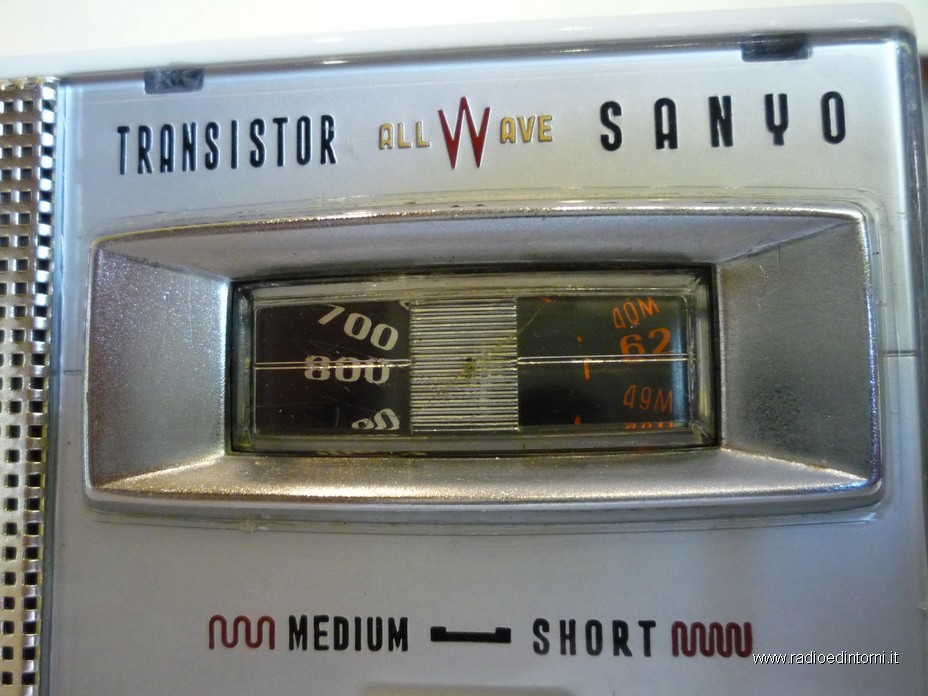 TRANSISTOR ALL WAVE SANYO
700 40M
800 62
49M
MEDIUM SHORT
www.radioedintorni.it